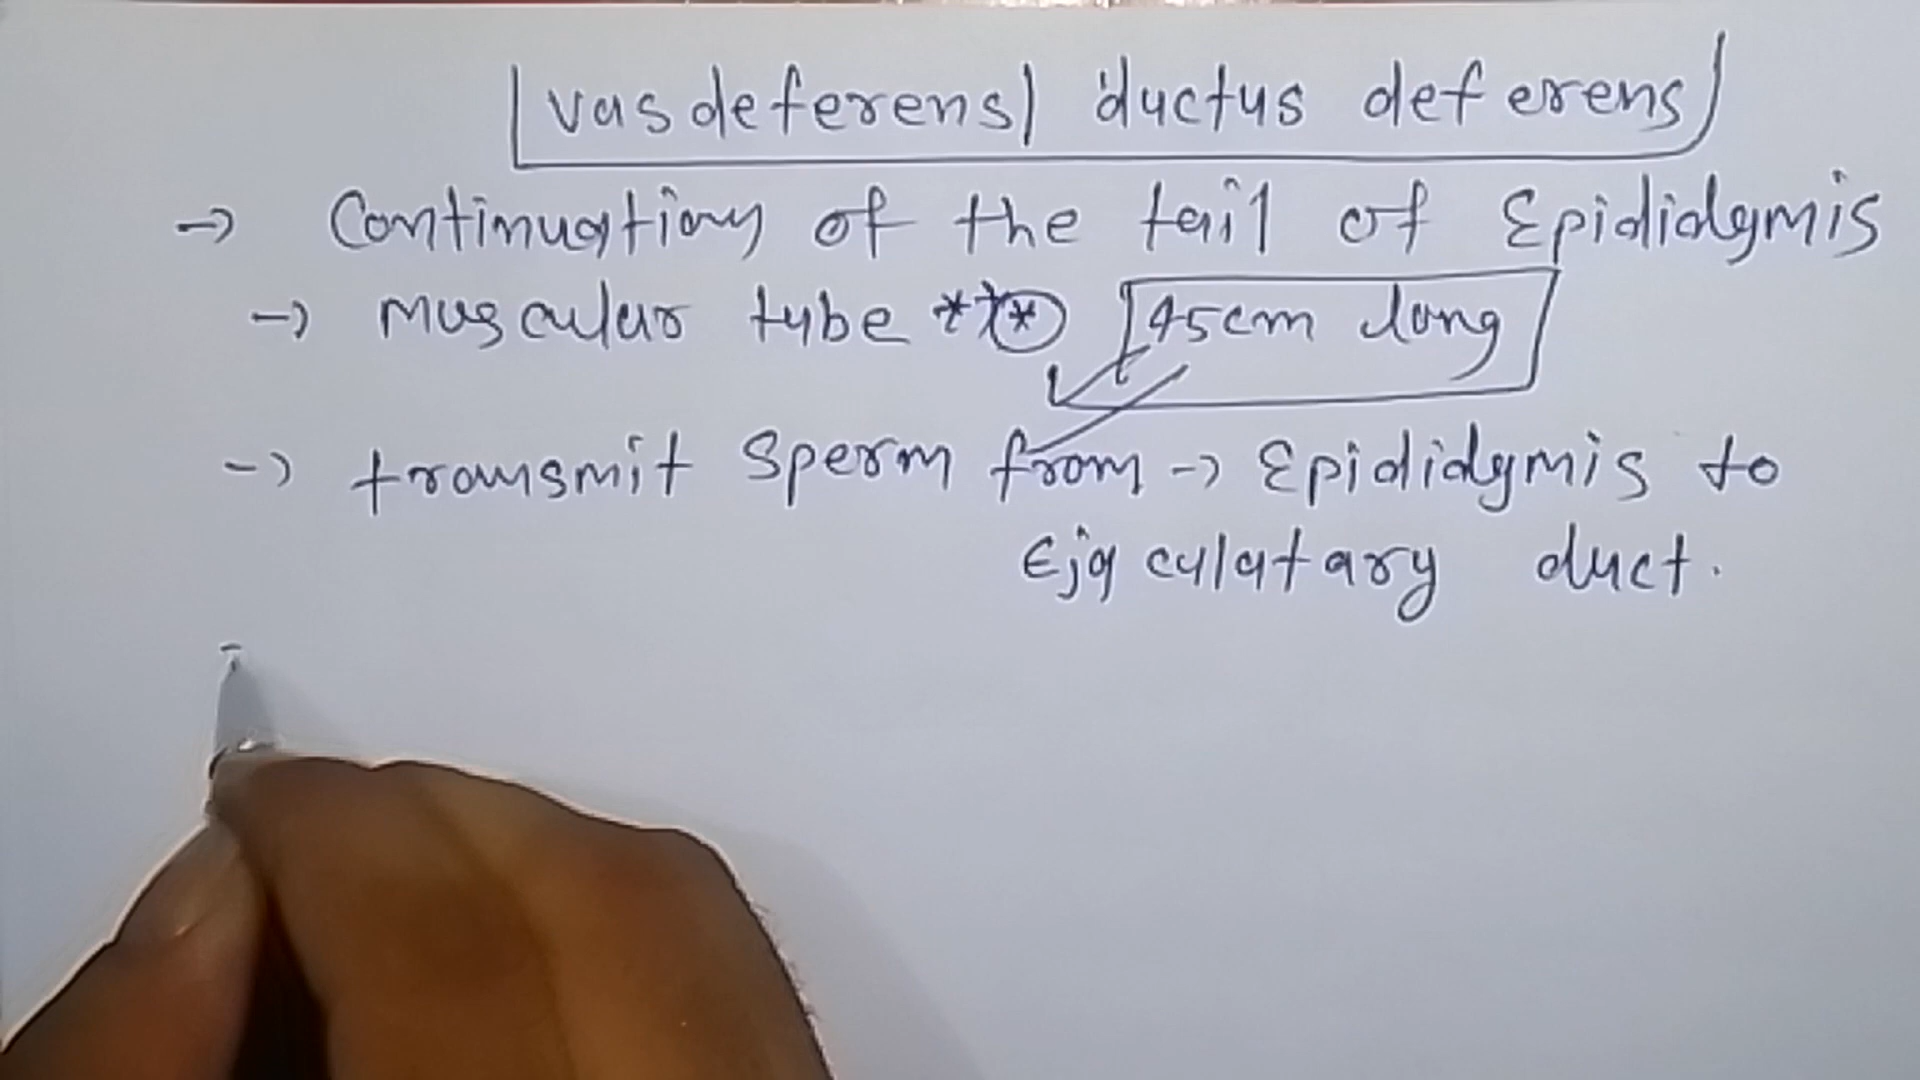 vas deferens| ductus deferens
→ Continuation of the tail of Epididymis
→ Muscular tube *** 45cm long
→ transmit sperm from → Epididymis to
Ejaculatary duct.